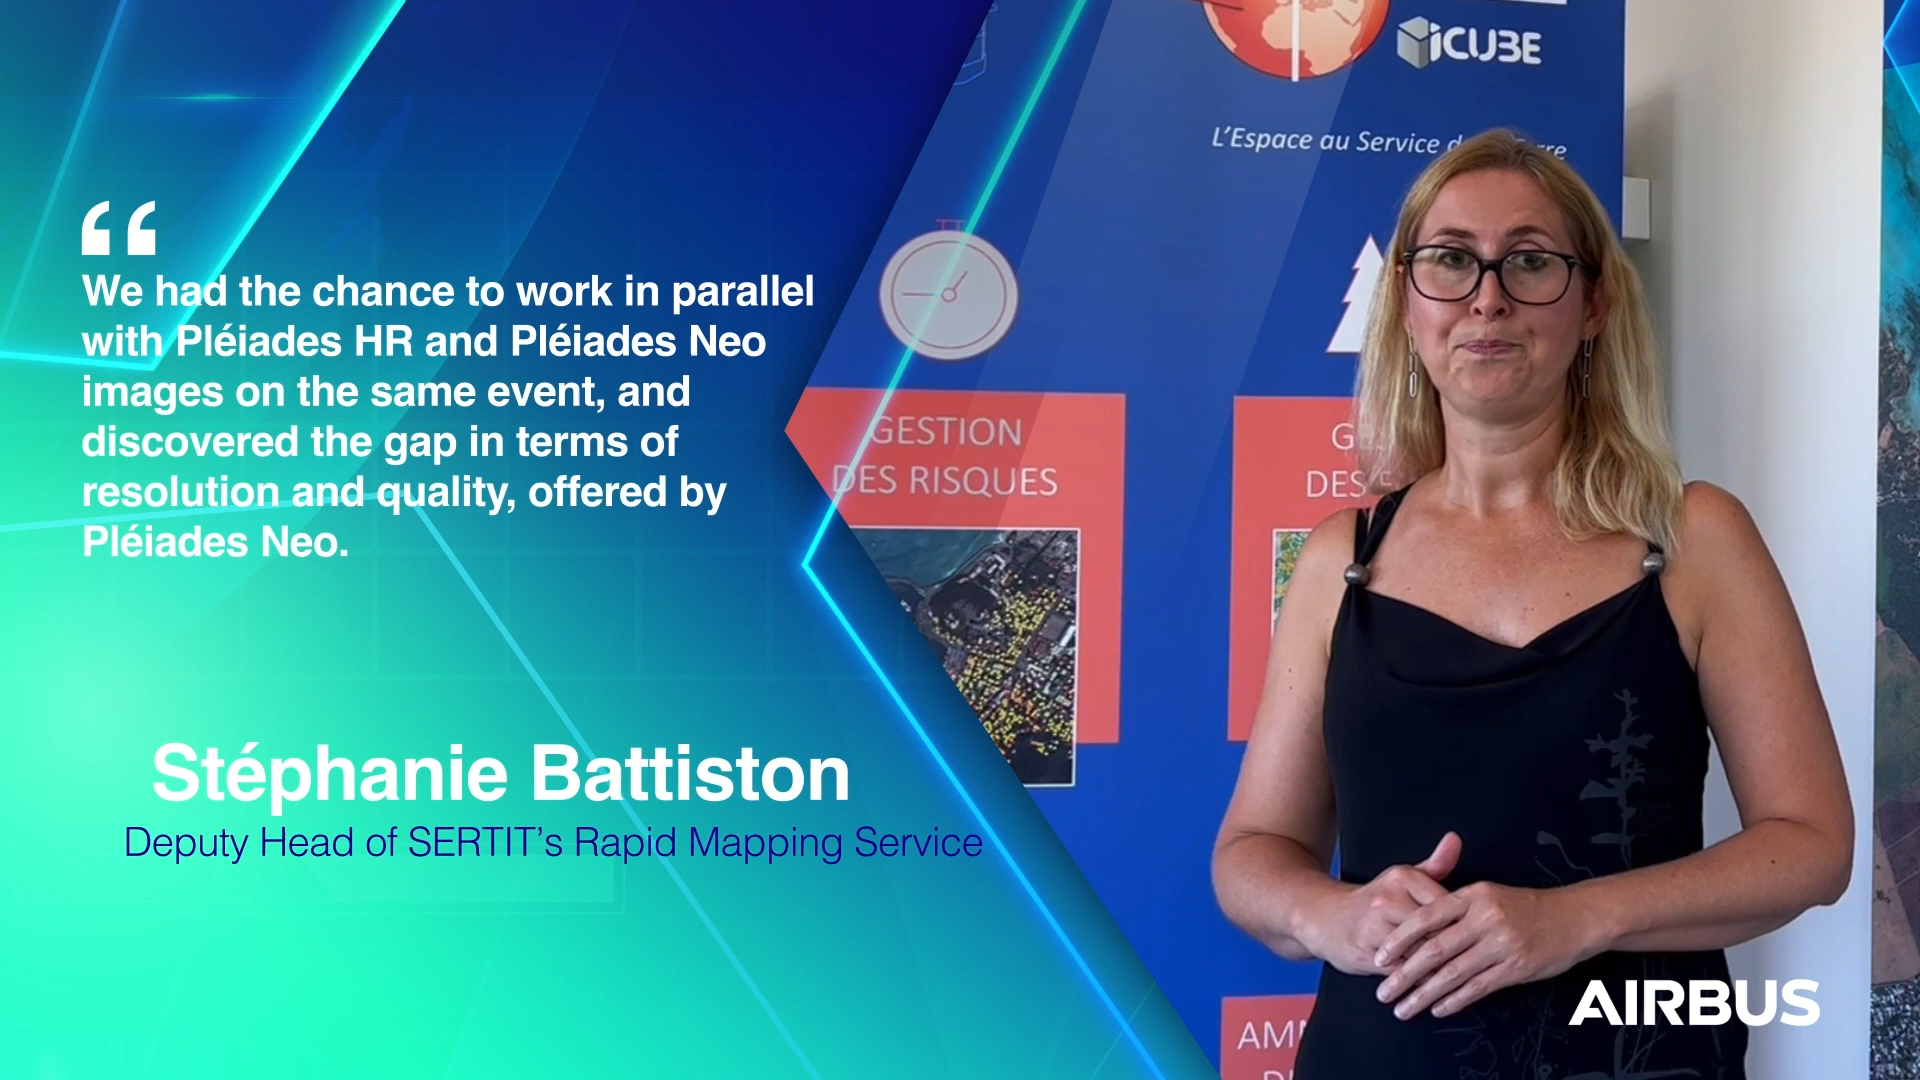 “
We had the chance to work in parallel
with Pléiades HR and Pléiades Neo
images on the same event, and
discovered the gap in terms of
resolution and quality, offered by
Pléiades Neo.
Stéphanie Battiston
Deputy Head of SERTIT’s Rapid Mapping Service
iCUBE
L’Espace au Service
GESTION
DES RISQUES
DES
AIRBUS